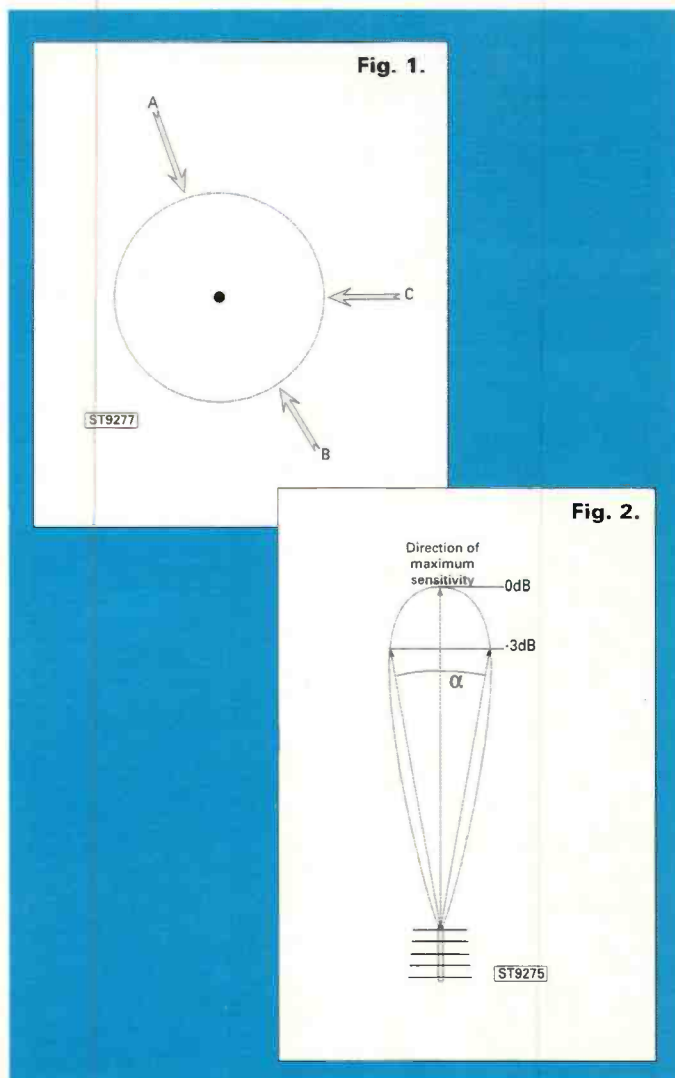 Fig. 1.
A
C
ST9277
B
Fig. 2.
Direction of
maximum
sensitivity
0dB
-3dB
α
ST9275